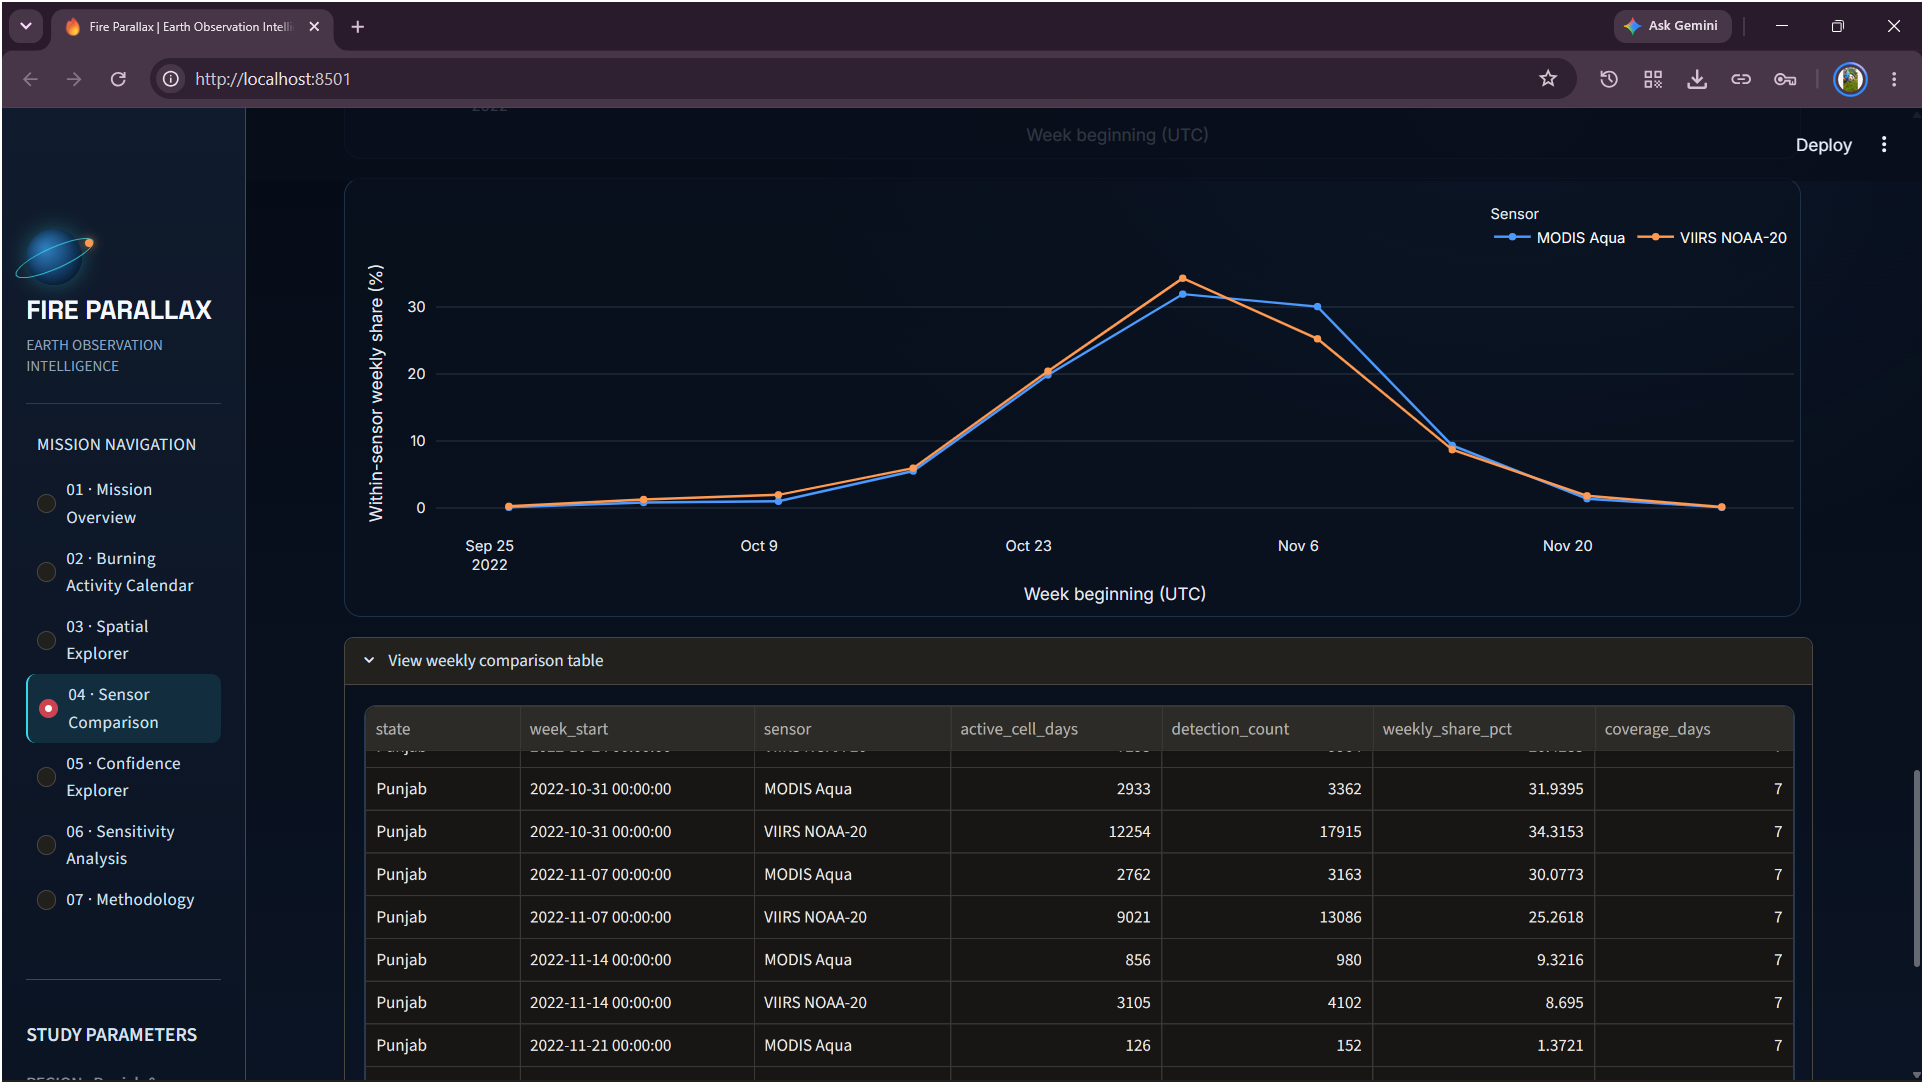 Fire Parallax | Earth Observation Intelli
Ask Gemini
http://localhost:8501
2022
Week beginning (UTC)
Deploy
FIRE PARALLAX
EARTH OBSERVATION
INTELLIGENCE
MISSION NAVIGATION
01 · Mission
Overview
02 · Burning
Activity Calendar
03 · Spatial
Explorer
04 · Sensor
Comparison
05 · Confidence
Explorer
06 · Sensitivity
Analysis
07 · Methodology
STUDY PARAMETERS
Sensor
MODIS Aqua VIIRS NOAA-20
Within-sensor weekly share (%)
30
20
10
0
Sep 25 Oct 9 Oct 23 Nov 6 Nov 20
2022
Week beginning (UTC)
View weekly comparison table
state week_start sensor active_cell_days detection_count weekly_share_pct coverage_days
Punjab 2022-10-31 00:00:00 MODIS Aqua 2933 3362 31.9395 7
Punjab 2022-10-31 00:00:00 VIIRS NOAA-20 12254 17915 34.3153 7
Punjab 2022-11-07 00:00:00 MODIS Aqua 2762 3163 30.0773 7
Punjab 2022-11-07 00:00:00 VIIRS NOAA-20 9021 13086 25.2618 7
Punjab 2022-11-14 00:00:00 MODIS Aqua 856 980 9.3216 7
Punjab 2022-11-14 00:00:00 VIIRS NOAA-20 3105 4102 8.695 7
Punjab 2022-11-21 00:00:00 MODIS Aqua 126 152 1.3721 7